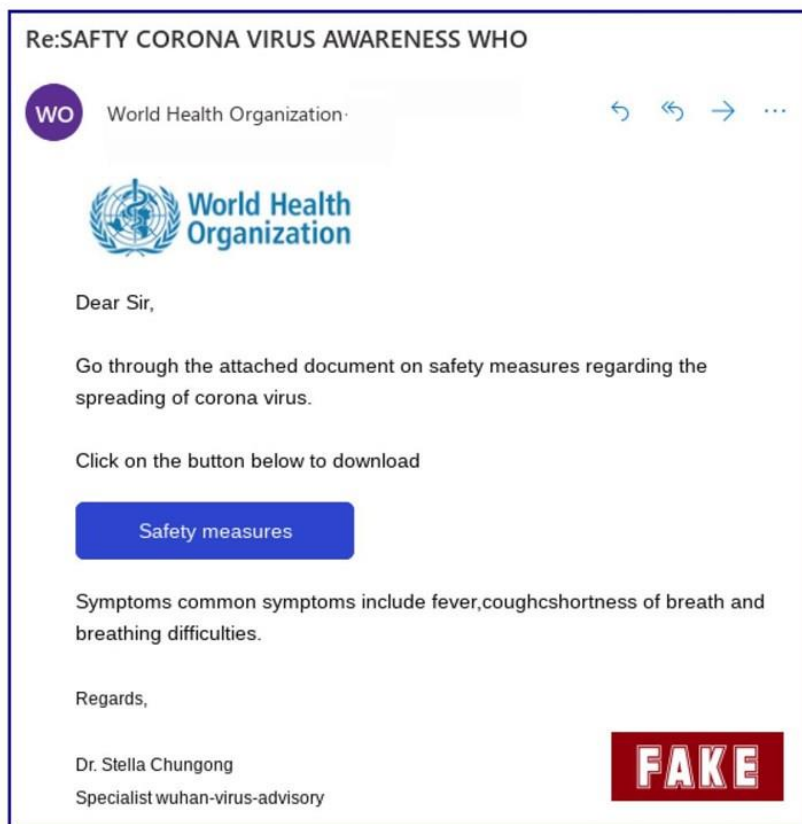 Re:SAFTY CORONA VIRUS AWARENESS WHO
WO
World Health Organization
World Health
Organization
Dear Sir,
Go through the attached document on safety measures regarding the
spreading of corona virus.
Click on the button below to download
Safety measures
Symptoms common symptoms include fever,coughcshortness of breath and
breathing difficulties.
Regards,
Dr. Stella Chungong
Specialist wuhan-virus-advisory
FAKE